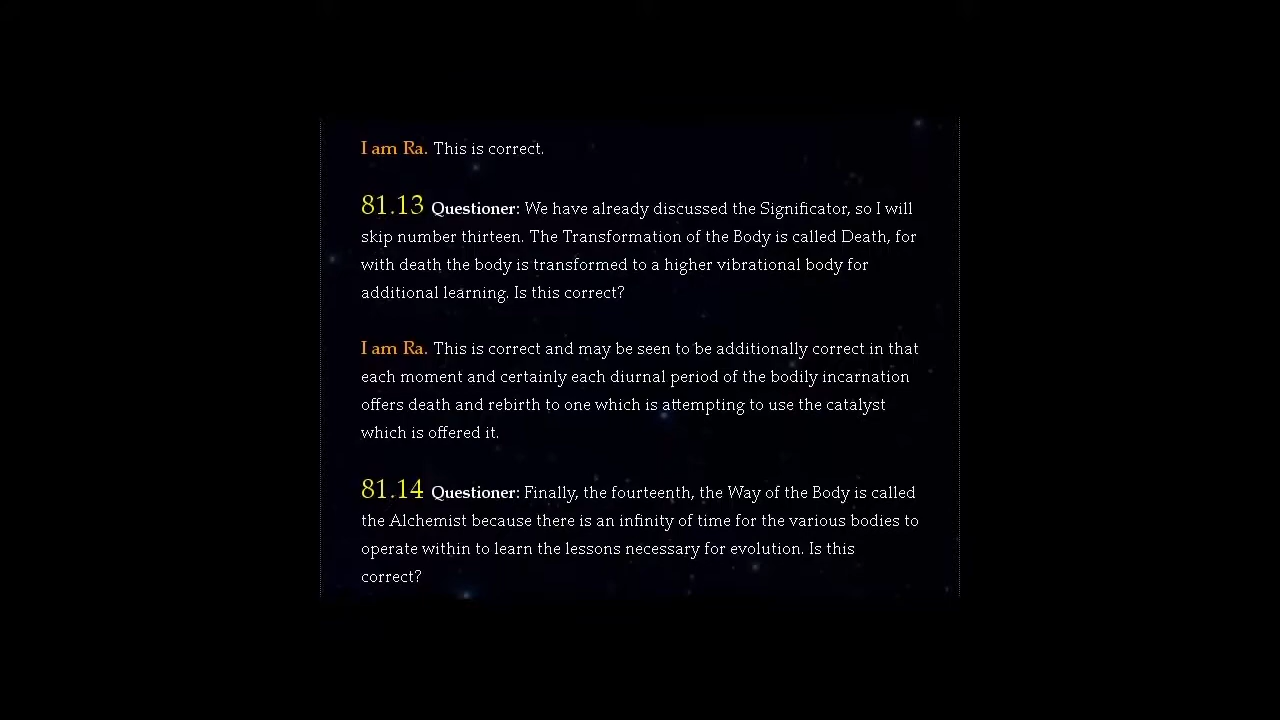 I am Ra. This is correct.
81.13 Questioner: We have already discussed the Significator, so I will
skip number thirteen. The Transformation of the Body is called Death, for
with death the body is transformed to a higher vibrational body for
additional learning. Is this correct?
I am Ra. This is correct and may be seen to be additionally correct in that
each moment and certainly each diurnal period of the bodily incarnation
offers death and rebirth to one which is attempting to use the catalyst
which is offered it.
81.14 Questioner: Finally, the fourteenth, the Way of the Body is called
the Alchemist because there is an infinity of time for the various bodies to
operate within to learn the lessons necessary for evolution. Is this
correct?